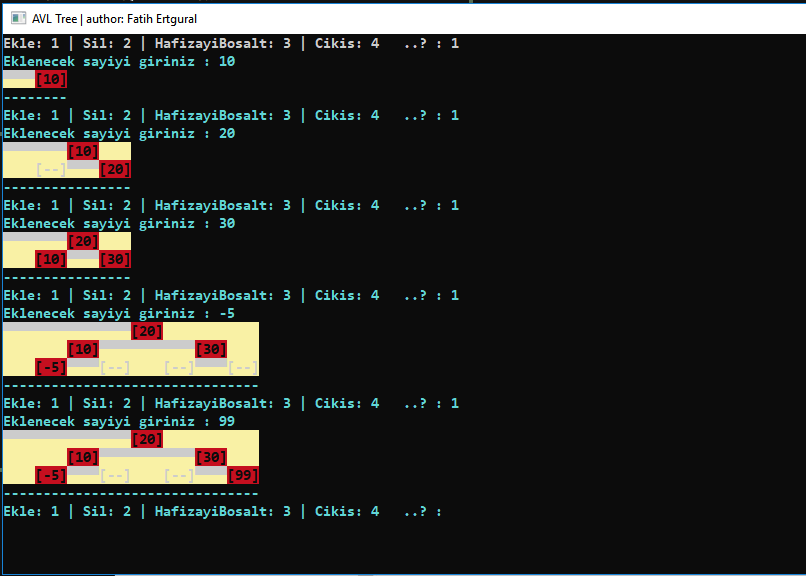 AVL Tree | author: Fatih Ertgural
Ekle: 1 | Sil: 2 | HafizayiBosalt: 3 | Cikis: 4   ..? : 1
Eklenecek sayiyi giriniz : 10
[10]
--------
Ekle: 1 | Sil: 2 | HafizayiBosalt: 3 | Cikis: 4   ..? : 1
Eklenecek sayiyi giriniz : 20
[10]
[--] [20]
----------------
Ekle: 1 | Sil: 2 | HafizayiBosalt: 3 | Cikis: 4   ..? : 1
Eklenecek sayiyi giriniz : 30
[20]
[10] [30]
----------------
Ekle: 1 | Sil: 2 | HafizayiBosalt: 3 | Cikis: 4   ..? : 1
Eklenecek sayiyi giriniz : -5
[20]
[10] [30]
[-5] [--] [--] [--]
--------------------------------
Ekle: 1 | Sil: 2 | HafizayiBosalt: 3 | Cikis: 4   ..? : 1
Eklenecek sayiyi giriniz : 99
[20]
[10] [30]
[-5] [--] [--] [99]
--------------------------------
Ekle: 1 | Sil: 2 | HafizayiBosalt: 3 | Cikis: 4   ..? :